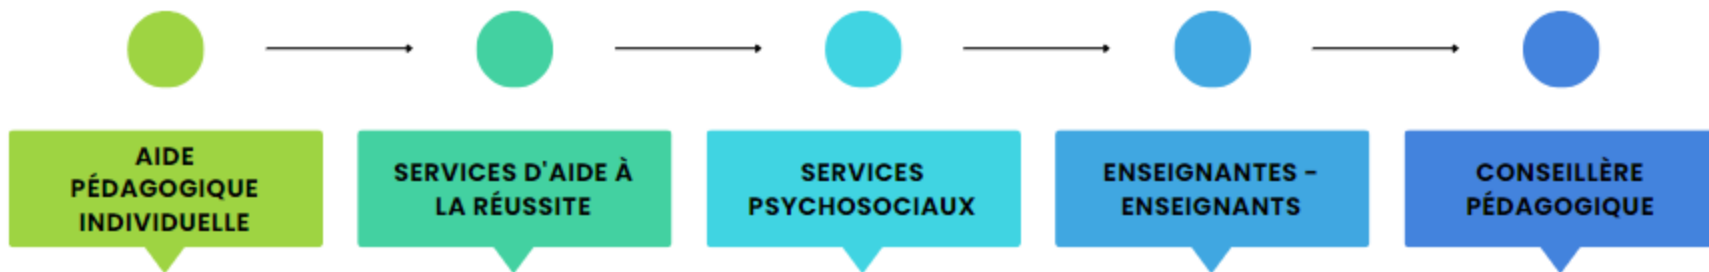 AIDE
PÉDAGOGIQUE
INDIVIDUELLE
SERVICES D'AIDE À
LA RÉUSSITE
SERVICES
PSYCHOSOCIAUX
ENSEIGNANTES -
ENSEIGNANTS
CONSEILLÈRE
PÉDAGOGIQUE